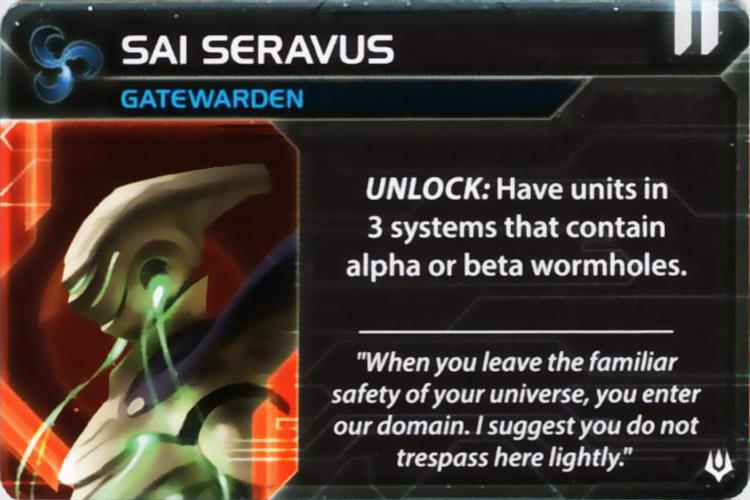 SAI SERAVUS
GATEWARDEN
UNLOCK: Have units in
3 systems that contain
alpha or beta wormholes.
"When you leave the familiar
safety of your universe, you enter
our domain. I suggest you do not
trespass here lightly."